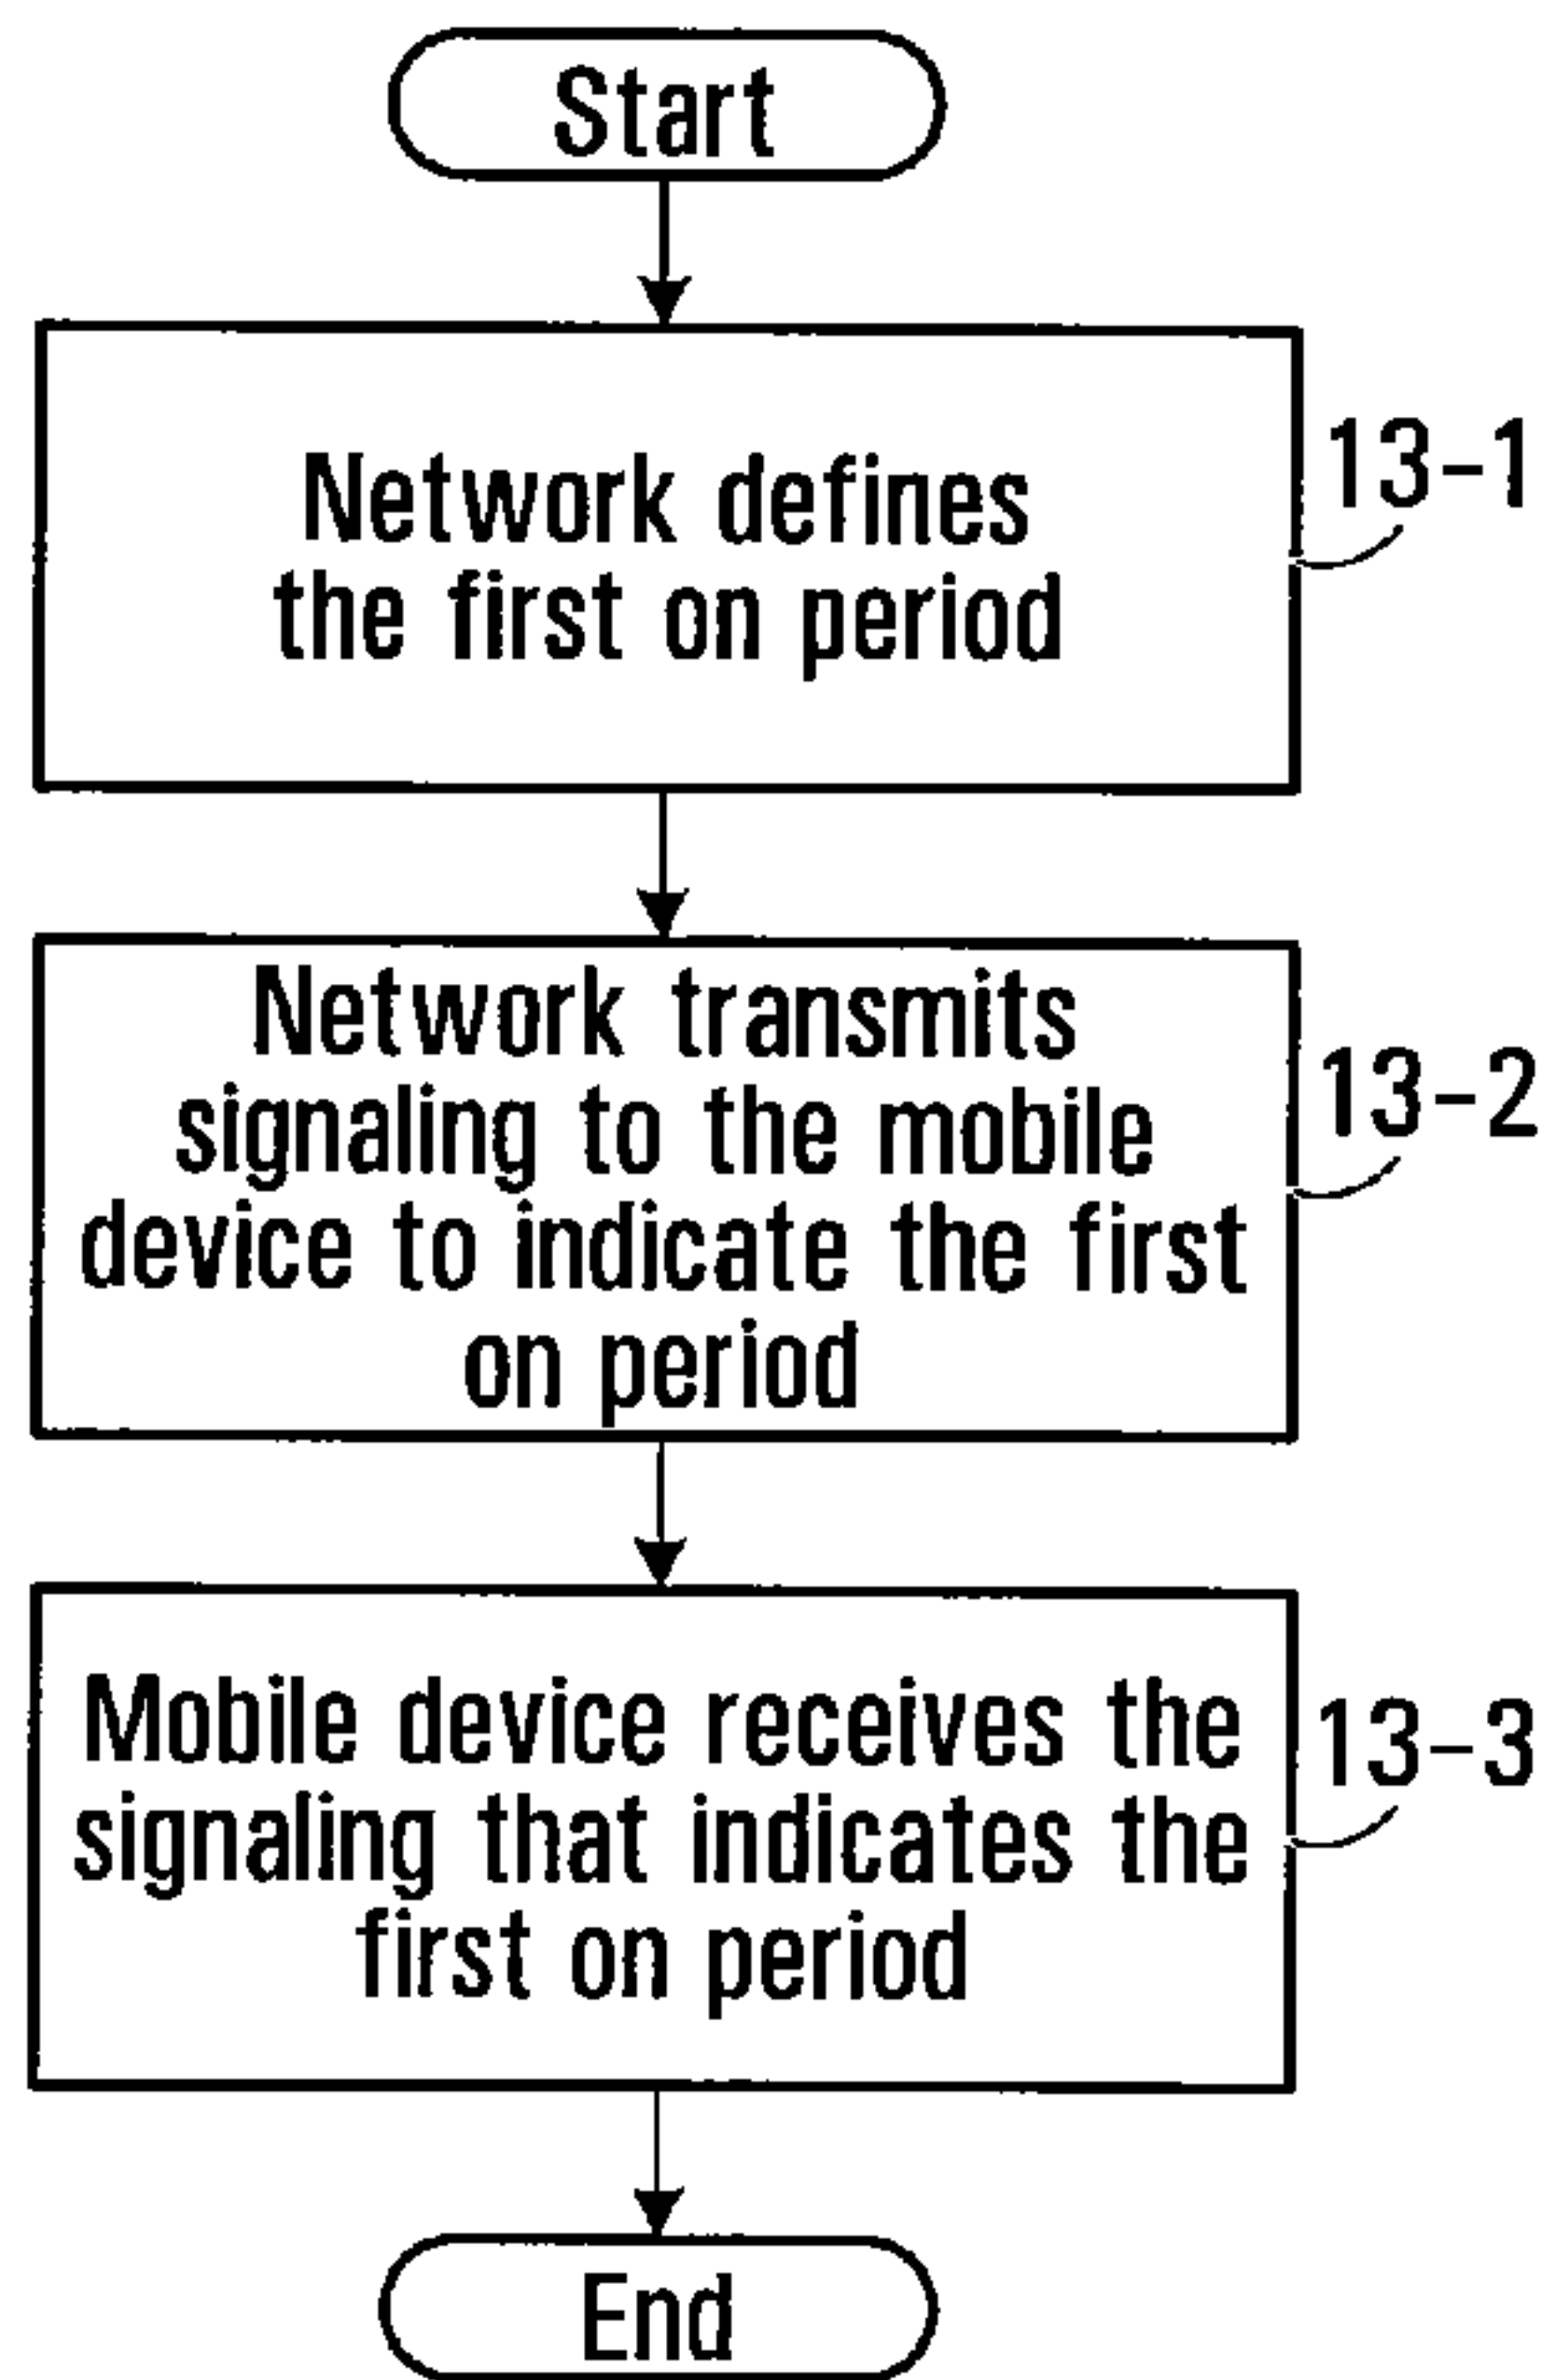 Start
Network defines
the first on period
13-1
Network transmits
signaling to the mobile
device to indicate the first
on period
13-2
Mobile device receives the
signaling that indicates the
first on period
13-3
End